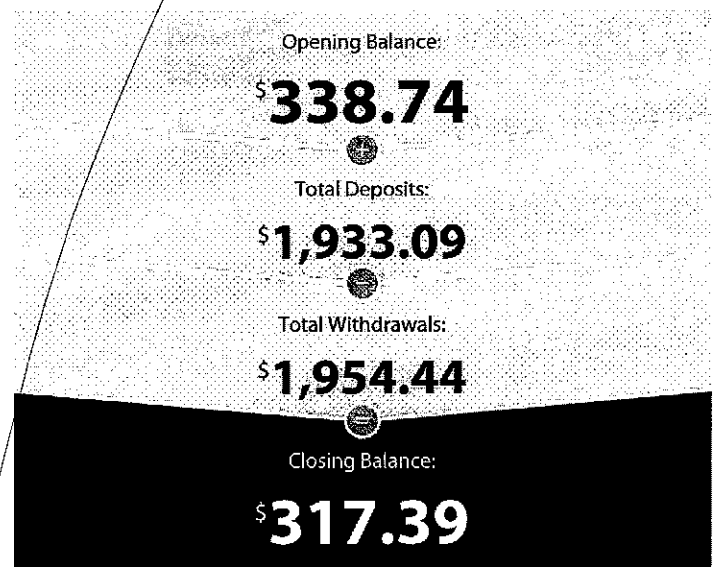 Opening Balance:
$338.74
+
Total Deposits:
$1,933.09
−
Total Withdrawals:
$1,954.44
=
Closing Balance:
$317.39